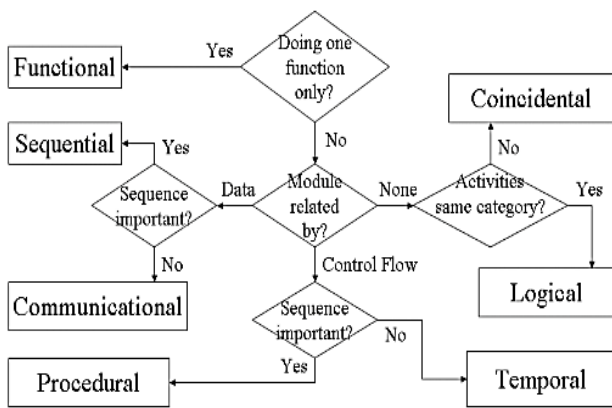 Doing one
function
only?
Yes
Functional
No
Coincidental
Sequential
Yes
No
Sequence
important?
Data
Module
related
by?
None
Activities
same category?
Yes
No
Communicational
Control Flow
Logical
Sequence
important?
No
Yes
Procedural
Temporal